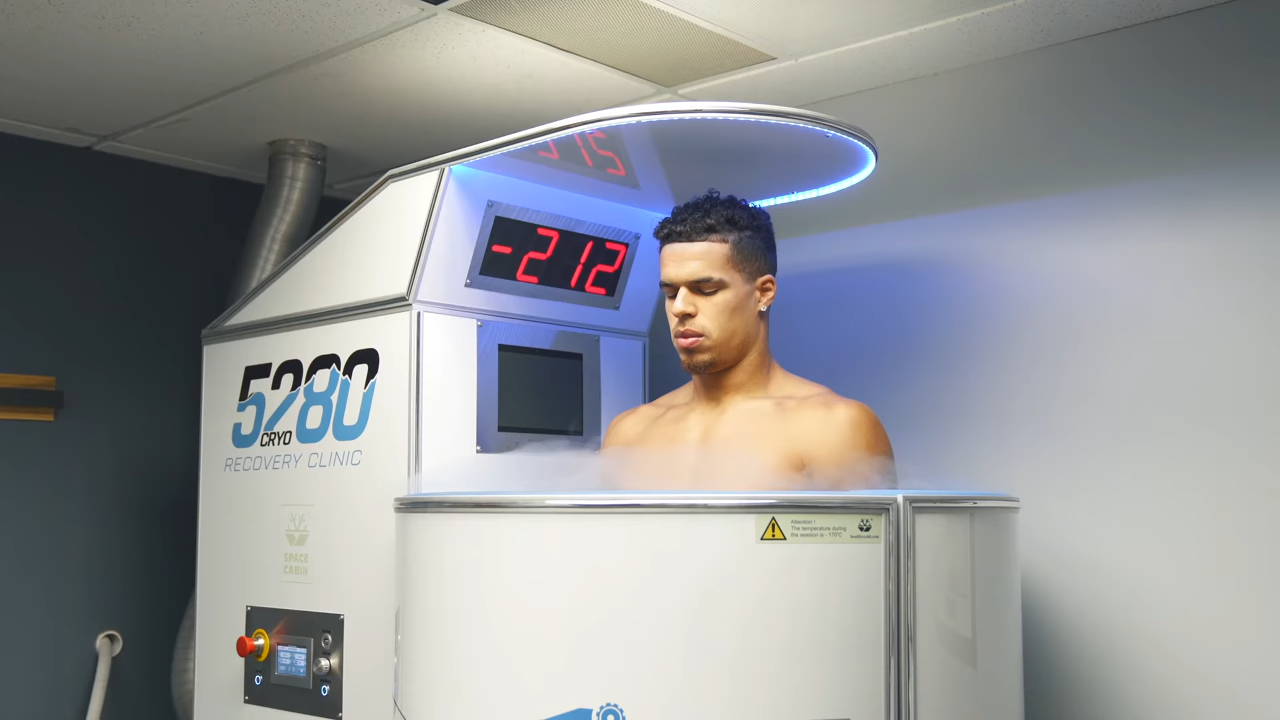 -212
5280
CRYO
RECOVERY CLINIC
SPACE
CABIN
Attention !
The temperature during
the session is - 170°C